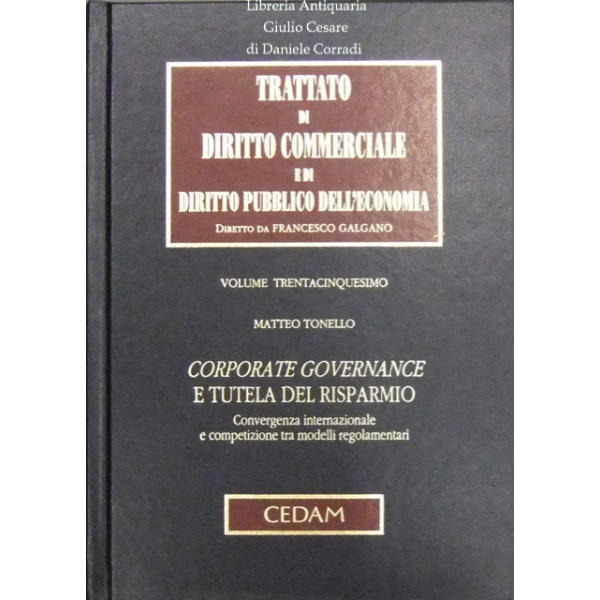 Libreria Antiquaria
Giulio Cesare
di Daniele Corradi
TRATTATO
DI
DIRITTO COMMERCIALE
E DI
DIRITTO PUBBLICO DELL'ECONOMIA
DIRETTO DA FRANCESCO GALGANO
VOLUME TRENTACINQUESIMO
MATTEO TONELLO
CORPORATE GOVERNANCE
E TUTELA DEL RISPARMIO
Convergenza internazionale
e competizione tra modelli regolamentari
CEDAM